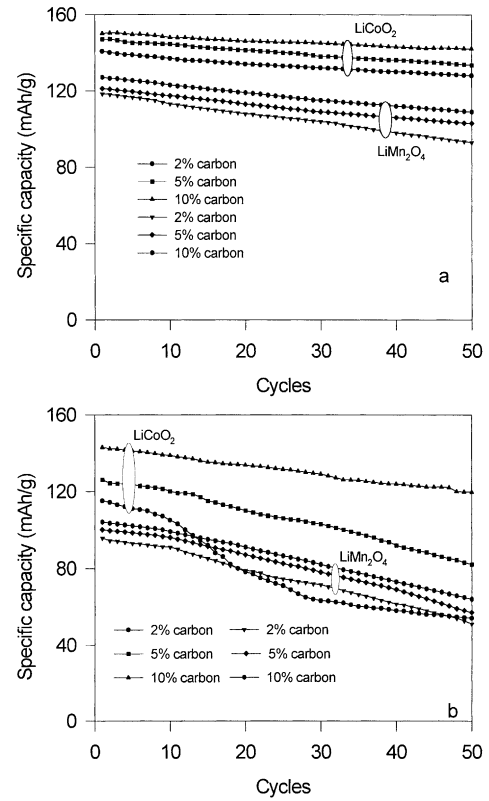 160
120
80
40
0
Specific capacity (mAh/g)
LiCoO2
LiMn2O4
2% carbon
5% carbon
10% carbon
2% carbon
5% carbon
10% carbon
a
0 10 20 30 40 50
Cycles
160
120
80
40
0
Specific capacity (mAh/g)
LiCoO2
LiMn2O4
2% carbon 2% carbon
5% carbon 5% carbon
10% carbon 10% carbon
b
0 10 20 30 40 50
Cycles